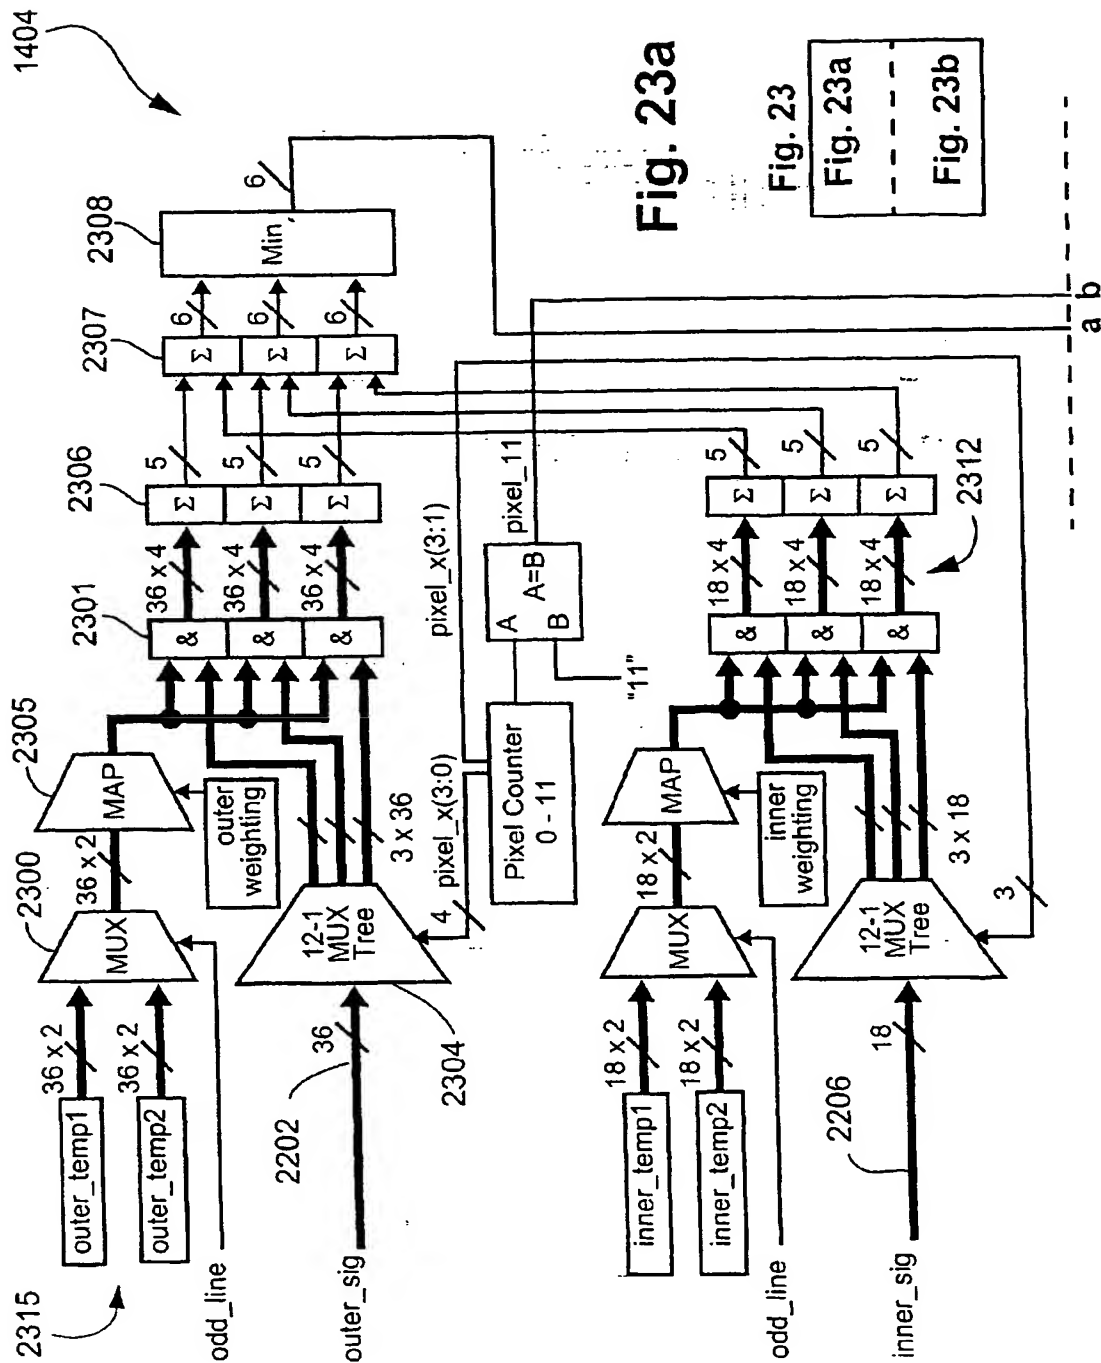 1404
2315
outer_temp1
outer_temp2
36 x 2
36 x 2
2300
MUX
odd_line
36 x 2
2305
MAP
outer
weighting
outer_sig
2202
36
2304
12-1
MUX
Tree
3 x 36
2301
&
&
&
36 x 4
36 x 4
36 x 4
2306
Σ
Σ
Σ
5
5
5
2307
Σ
Σ
Σ
6
6
6
2308
Min
6
4
pixel_x(3:0)
Pixel Counter
0 - 11
pixel_x(3:1)
A
B
A=B
"11"
pixel_11
inner_temp1
inner_temp2
18 x 2
18 x 2
MUX
odd_line
18 x 2
MAP
inner
weighting
inner_sig
2206
18
12-1
MUX
Tree
3 x 18
3
&
&
&
18 x 4
18 x 4
18 x 4
Σ
Σ
Σ
5
5
5
2312
a
b
Fig. 23a
Fig. 23
Fig. 23a
Fig. 23b